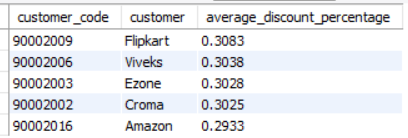 customer_code customer average_discount_percentage
90002009 Flipkart 0.3083
90002006 Viveks 0.3038
90002003 Ezone 0.3028
90002002 Croma 0.3025
90002016 Amazon 0.2933